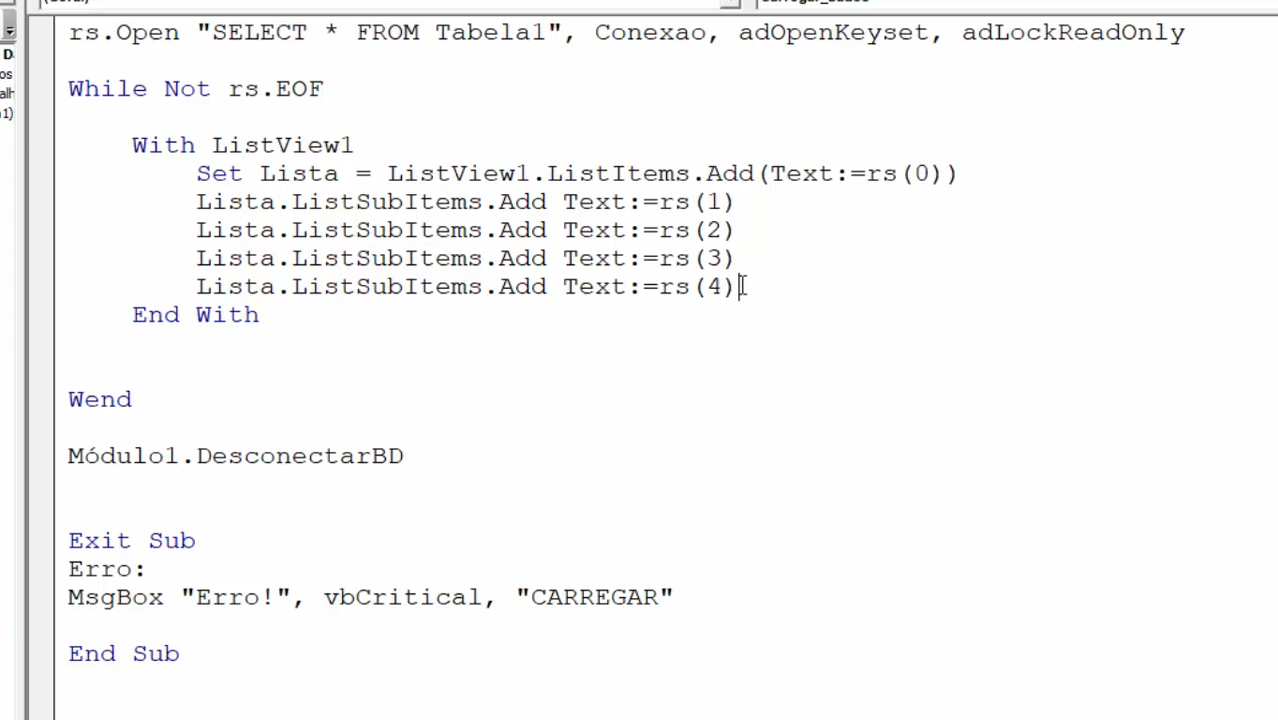 rs.Open "SELECT * FROM Tabela1", Conexao, adOpenKeyset, adLockReadOnly
While Not rs.EOF
With ListView1
Set Lista = ListView1.ListItems.Add(Text:=rs(0))
Lista.ListSubItems.Add Text:=rs(1)
Lista.ListSubItems.Add Text:=rs(2)
Lista.ListSubItems.Add Text:=rs(3)
Lista.ListSubItems.Add Text:=rs(4)
End With
Wend
Módulo1.DesconectarBD
Exit Sub
Erro:
MsgBox "Erro!", vbCritical, "CARREGAR"
End Sub